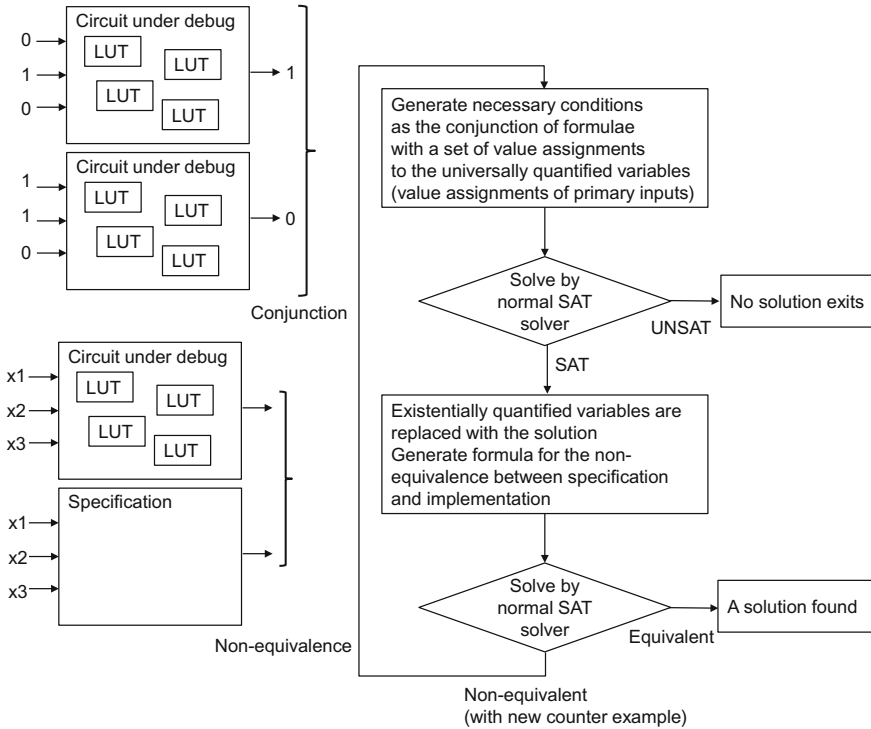 Circuit under debug
0
1
0
LUT
LUT
LUT
LUT
1
Circuit under debug
1
1
0
LUT
LUT
LUT
LUT
0
Conjunction
Circuit under debug
x1
x2
x3
LUT
LUT
LUT
LUT
Specification
x1
x2
x3
Non-equivalence
Generate necessary conditions
as the conjunction of formulae
with a set of value assignments
to the universally quantified variables
(value assignments of primary inputs)
Solve by
normal SAT
solver
UNSAT
No solution exits
SAT
Existentially quantified variables are
replaced with the solution
Generate formula for the non-
equivalence between specification
and implementation
Solve by
normal SAT
solver
Equivalent
A solution found
Non-equivalent
(with new counter example)